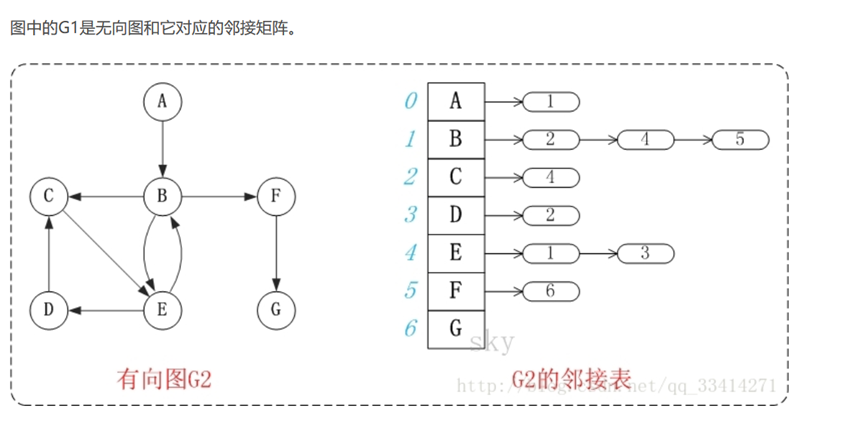 图中的G1是无向图和它对应的邻接矩阵。
A
C B F
D E G
0 A 1
1 B 2 4 5
2 C 4
3 D 2
4 E 1 3
5 F 6
6 G
sky
有向图G2
G2的邻接表
net/qq_33414271